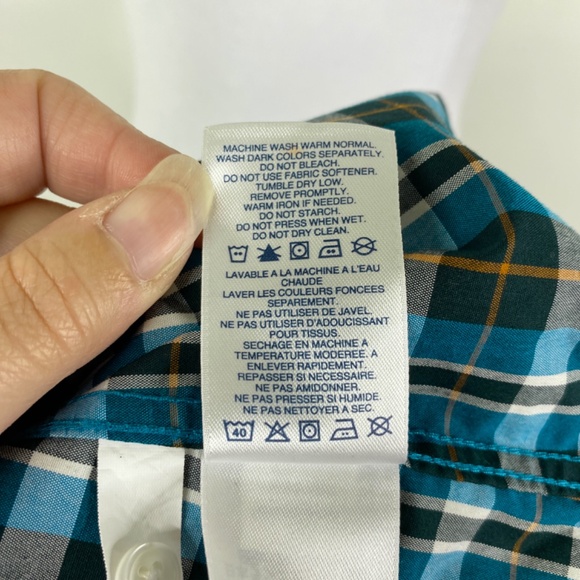 MACHINE WASH WARM NORMAL.
WASH DARK COLORS SEPARATELY.
DO NOT BLEACH.
DO NOT USE FABRIC SOFTENER.
TUMBLE DRY LOW.
REMOVE PROMPTLY.
WARM IRON IF NEEDED.
DO NOT STARCH.
DO NOT PRESS WHEN WET.
DO NOT DRY CLEAN.
LAVABLE A LA MACHINE A L'EAU
CHAUDE
LAVER LES COULEURS FONCEES
SEPAREMENT.
NE PAS UTILISER DE JAVEL.
NE PAS UTILISER D'ADOUCISSANT
POUR TISSUS.
SECHAGE EN MACHINE A
TEMPERATURE MODEREE. A
ENLEVER RAPIDEMENT.
REPASSER SI NECESSAIRE.
NE PAS AMIDONNER.
NE PAS PRESSER SI HUMIDE.
NE PAS NETTOYER A SEC.
40